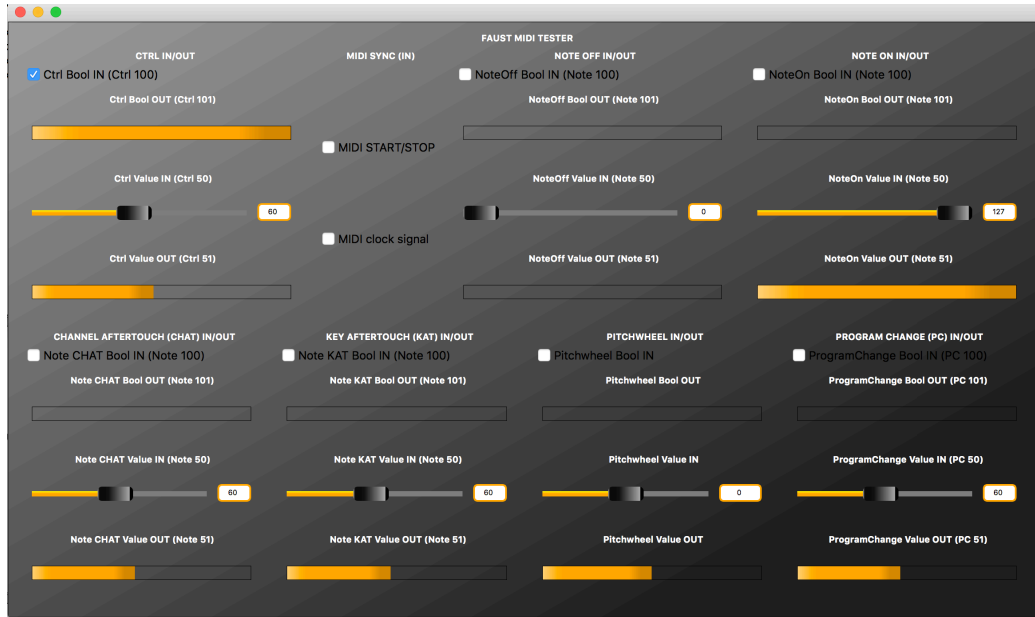 FAUST MIDI TESTER
CTRL IN/OUT
MIDI SYNC (IN)
NOTE OFF IN/OUT
NOTE ON IN/OUT
Ctrl Bool IN (Ctrl 100)
NoteOff Bool IN (Note 100)
NoteOn Bool IN (Note 100)
Ctrl Bool OUT (Ctrl 101)
NoteOff Bool OUT (Note 101)
NoteOn Bool OUT (Note 101)
MIDI START/STOP
Ctrl Value IN (Ctrl 50)
NoteOff Value IN (Note 50)
NoteOn Value IN (Note 50)
60
0
127
MIDI clock signal
Ctrl Value OUT (Ctrl 51)
NoteOff Value OUT (Note 51)
NoteOn Value OUT (Note 51)
CHANNEL AFTERTOUCH (CHAT) IN/OUT
KEY AFTERTOUCH (KAT) IN/OUT
PITCHWHEEL IN/OUT
PROGRAM CHANGE (PC) IN/OUT
Note CHAT Bool IN (Note 100)
Note KAT Bool IN (Note 100)
Pitchwheel Bool IN
ProgramChange Bool IN (PC 100)
Note CHAT Bool OUT (Note 101)
Note KAT Bool OUT (Note 101)
Pitchwheel Bool OUT
ProgramChange Bool OUT (PC 101)
Note CHAT Value IN (Note 50)
Note KAT Value IN (Note 50)
Pitchwheel Value IN
ProgramChange Value IN (PC 50)
60
60
0
60
Note CHAT Value OUT (Note 51)
Note KAT Value OUT (Note 51)
Pitchwheel Value OUT
ProgramChange Value OUT (PC 51)